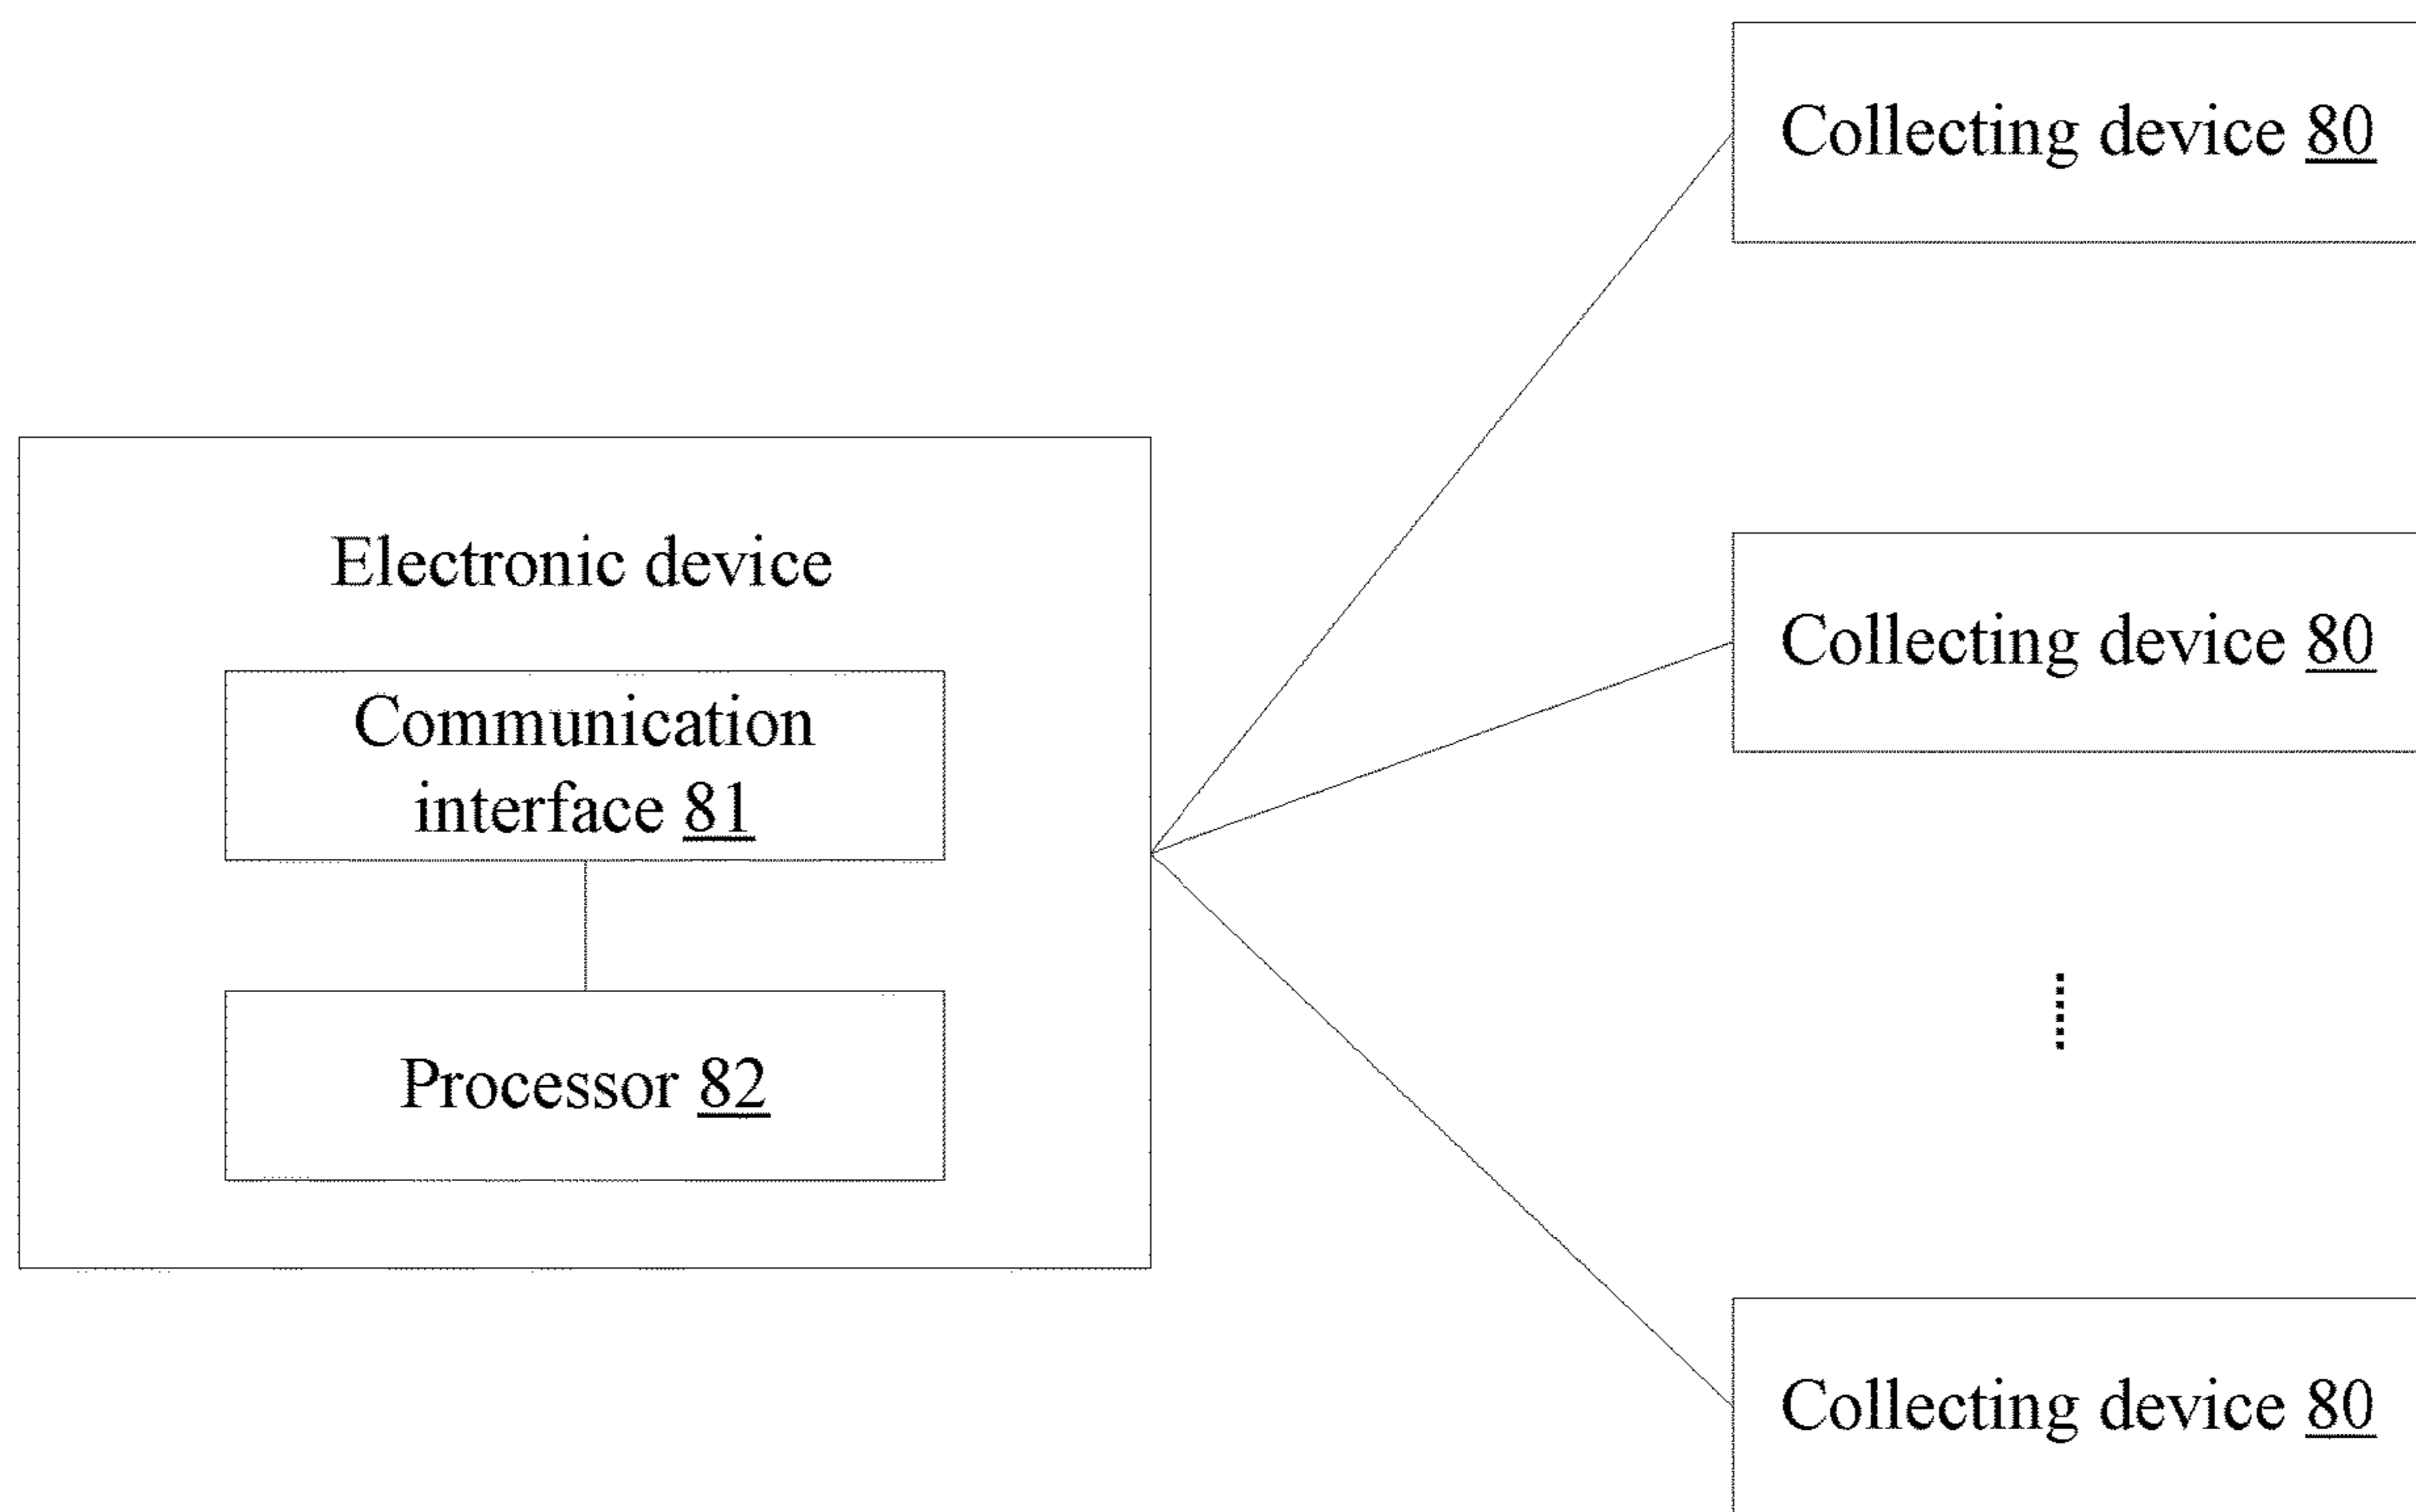 Collecting device 80
Electronic device
Collecting device 80
Communication
interface 81
Processor 82
Collecting device 80